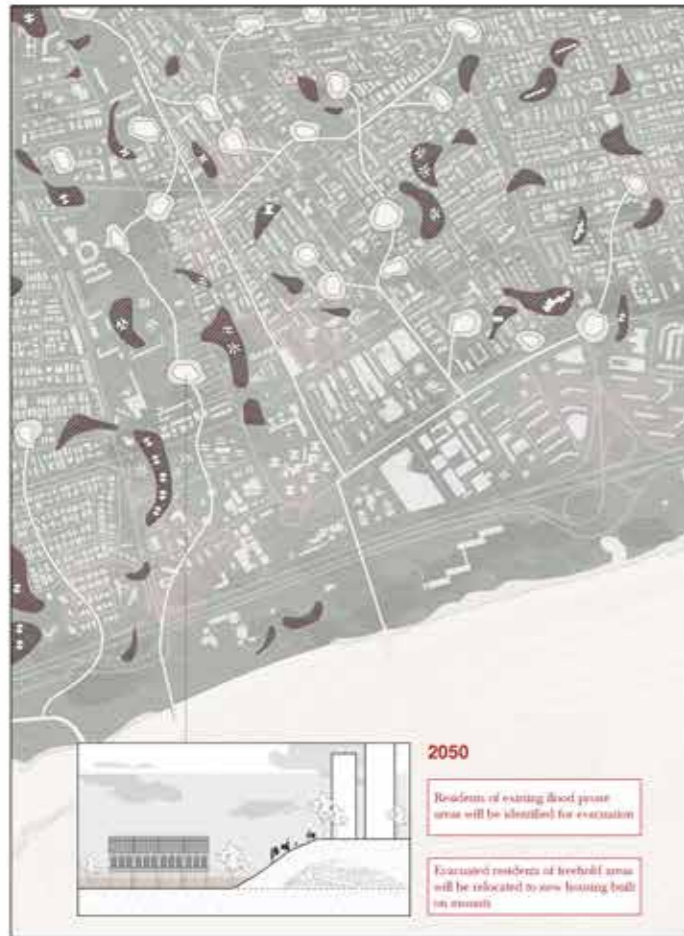 2050
Residents of existing flood prone
areas will be identified for evacuation
Evacuated residents of freehold areas
will be relocated to new housing built
on mounds